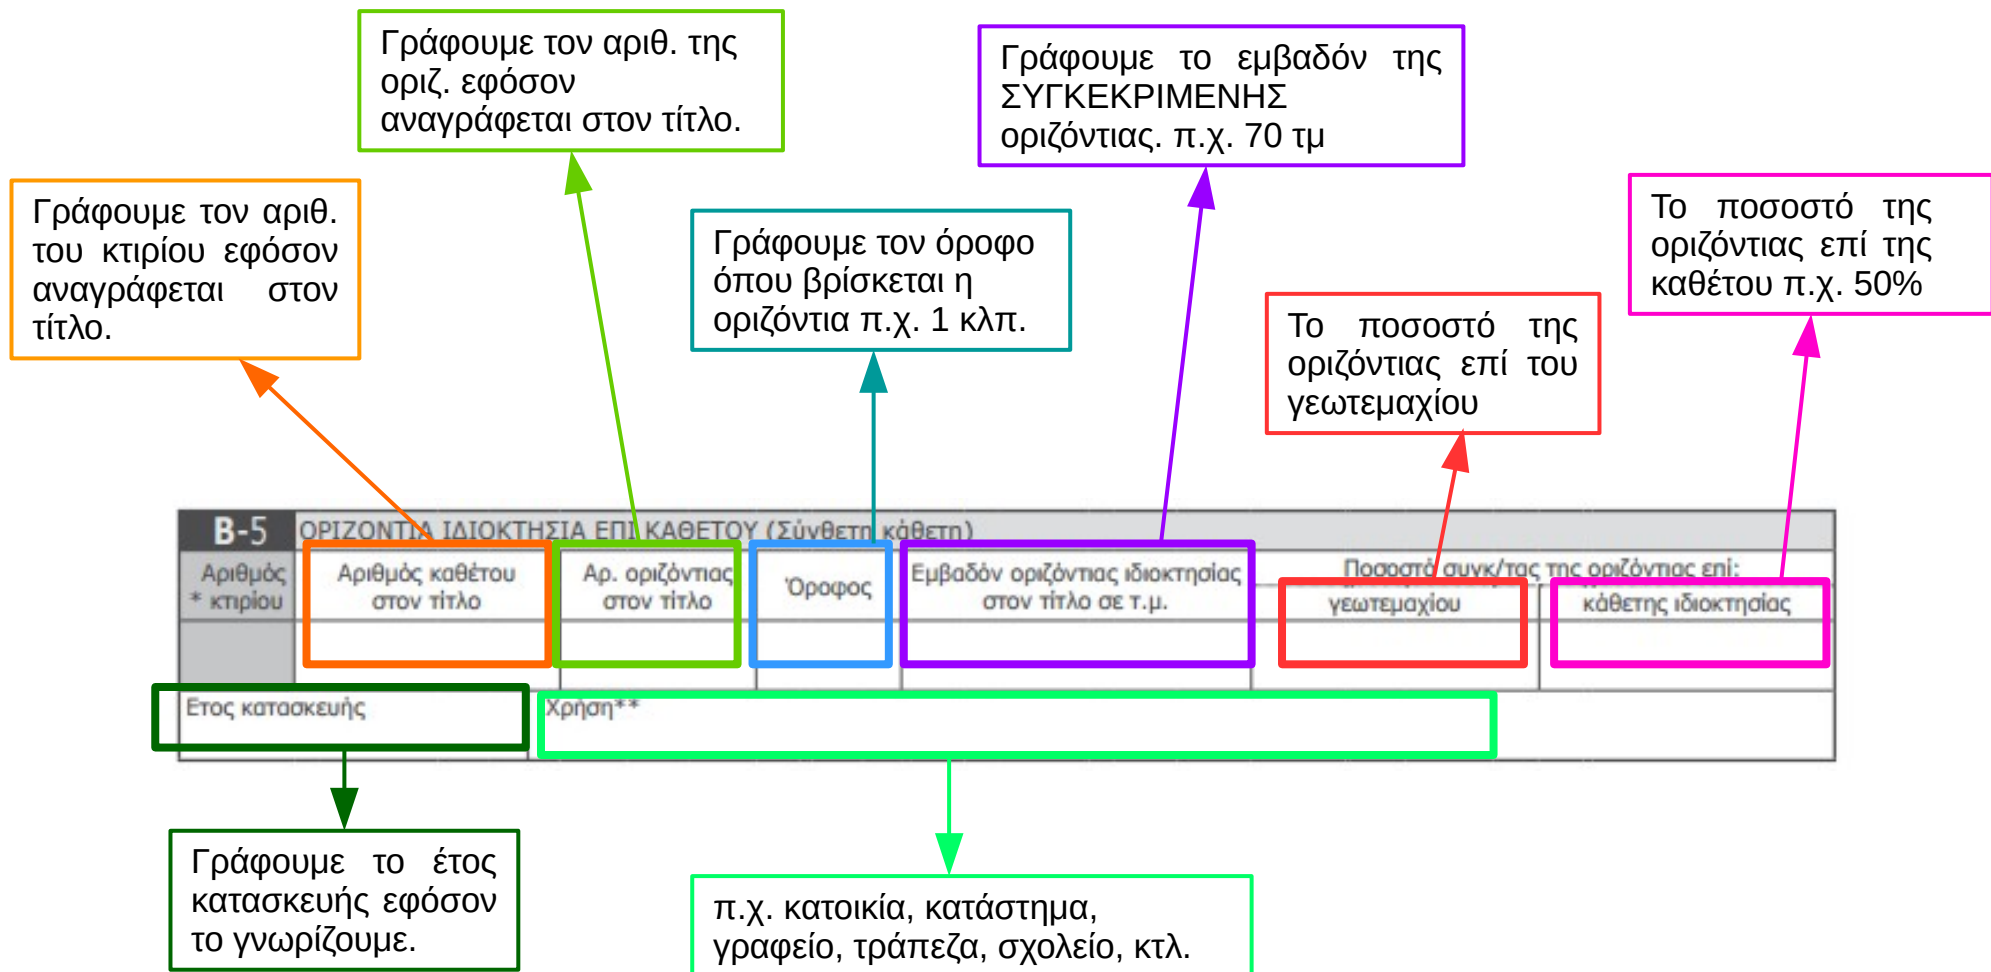 Γράφουμε τον αριθ. της
οριζ. εφόσον
αναγράφεται στον τίτλο.
Γράφουμε το εμβαδόν της
ΣΥΓΚΕΚΡΙΜΕΝΗΣ
οριζόντιας. π.χ. 70 τμ
Γράφουμε τον αριθ.
του κτιρίου εφόσον
αναγράφεται στον
τίτλο.
Γράφουμε τον όροφο
όπου βρίσκεται η
οριζόντια π.χ. 1 κλπ.
Το ποσοστό της
οριζόντιας επί του
γεωτεμαχίου
Το ποσοστό της
οριζόντιας επί της
καθέτου π.χ. 50%
B-5 ΟΡΙΖΟΝΤΙΑ ΙΔΙΟΚΤΗΣΙΑ ΕΠΙ ΚΑΘΕΤΟΥ (Σύνθετη κάθετη)
Αριθμός
* κτιρίου
Αριθμός καθέτου
στον τίτλο
Αρ. οριζόντιας
στον τίτλο
Όροφος
Εμβαδόν οριζόντιας ιδιοκτησίας
στον τίτλο σε τ.μ.
Ποσοστό συγκ/τας της οριζόντιας επί:
γεωτεμαχίου
κάθετης ιδιοκτησίας
Ετος κατασκευής
Χρήση**
Γράφουμε το έτος
κατασκευής εφόσον
το γνωρίζουμε.
π.χ. κατοικία, κατάστημα,
γραφείο, τράπεζα, σχολείο, κτλ.